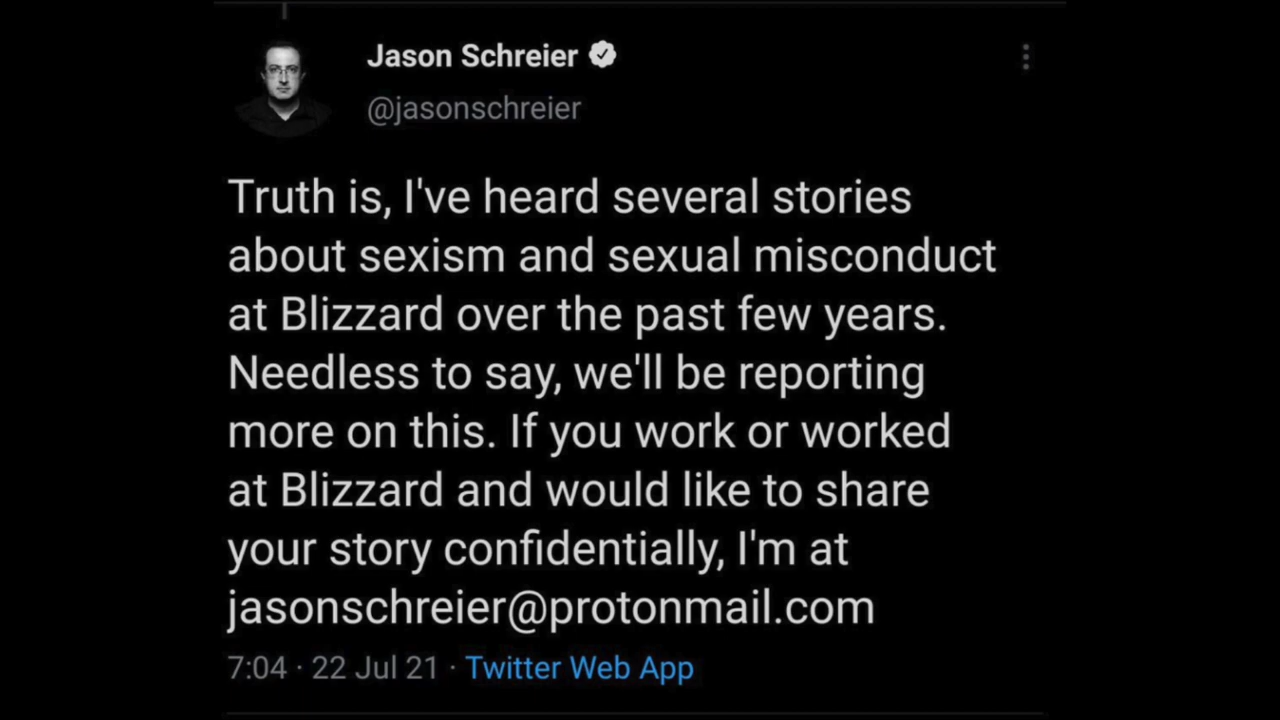 Jason Schreier
@jasonschreier
Truth is, I've heard several stories
about sexism and sexual misconduct
at Blizzard over the past few years.
Needless to say, we'll be reporting
more on this. If you work or worked
at Blizzard and would like to share
your story confidentially, I'm at
jasonschreier@protonmail.com
7:04 · 22 Jul 21 · Twitter Web App